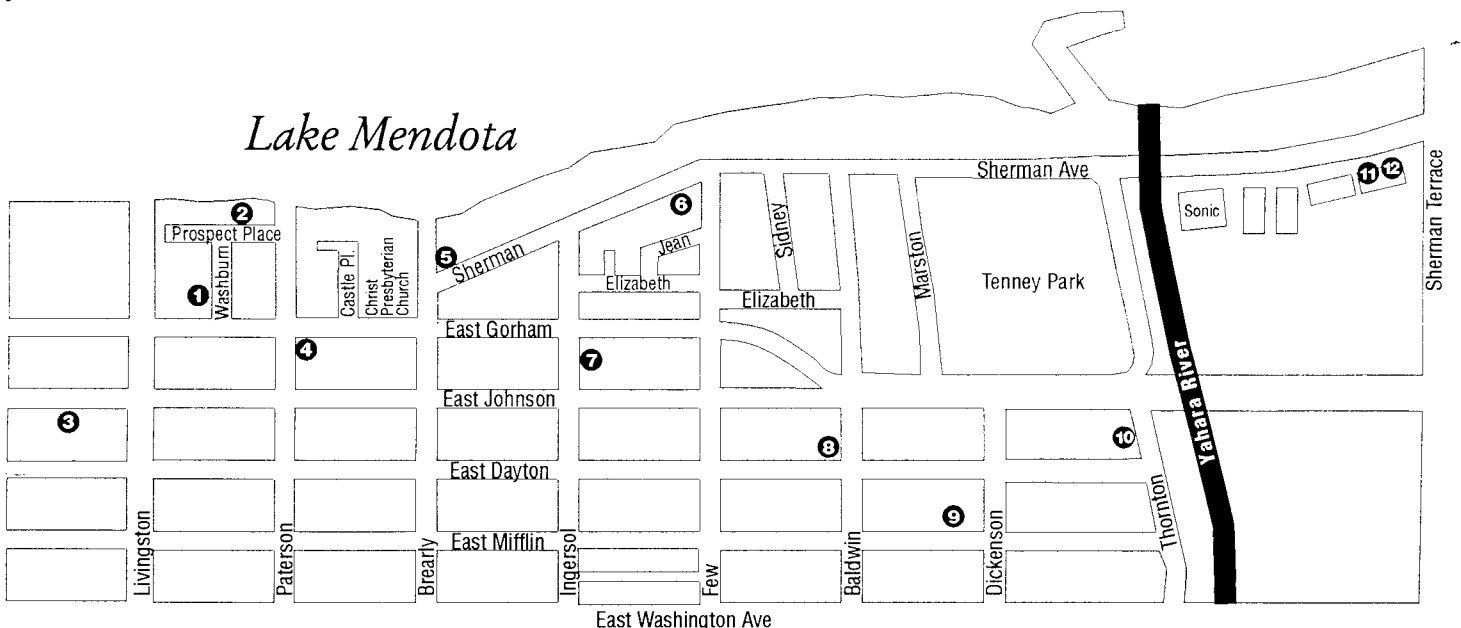 Lake Mendota
Sherman Ave
Sherman Terrace
11
12
Sonic
2
Prospect Place
Washburn
1
Castle Pl.
Christ
Presbyterian
Church
5
Sherman
6
Jean
Elizabeth
Sidney
Elizabeth
Marston
Tenney Park
East Gorham
4
7
East Johnson
3
8
10
Yahara River
East Dayton
9
East Mifflin
Livingston
Paterson
Brearly
Ingersol
Few
Baldwin
Dickenson
Thornton
East Washington Ave